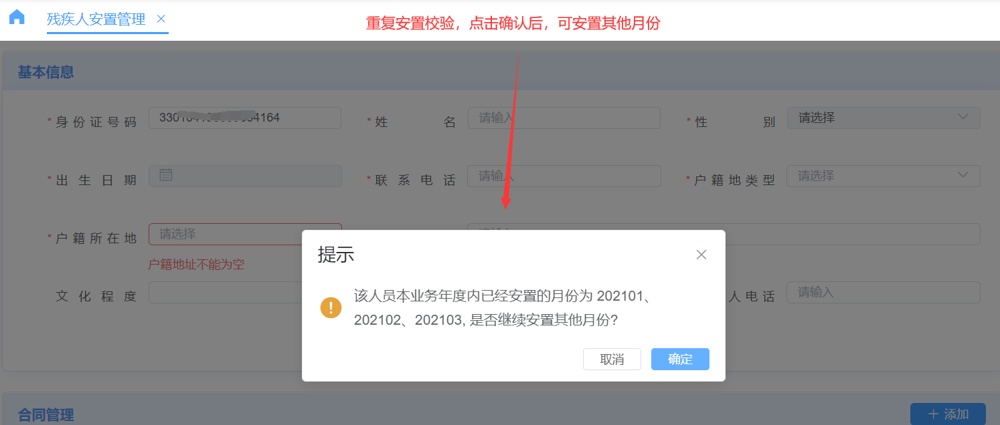 残疾人安置管理
重复安置校验，点击确认后，可安置其他月份
基本信息
*身份证号码 4164 *姓名 请输入 *性别 请选择
*出生日期 *联系电话 请输入 *户籍地类型 请选择
*户籍所在地 请选择
户籍地址不能为空
文化程度 人电话 请输入
提示
该人员本业务年度内已经安置的月份为 202101、
202102、202103, 是否继续安置其他月份?
取消 确定
合同管理 添加